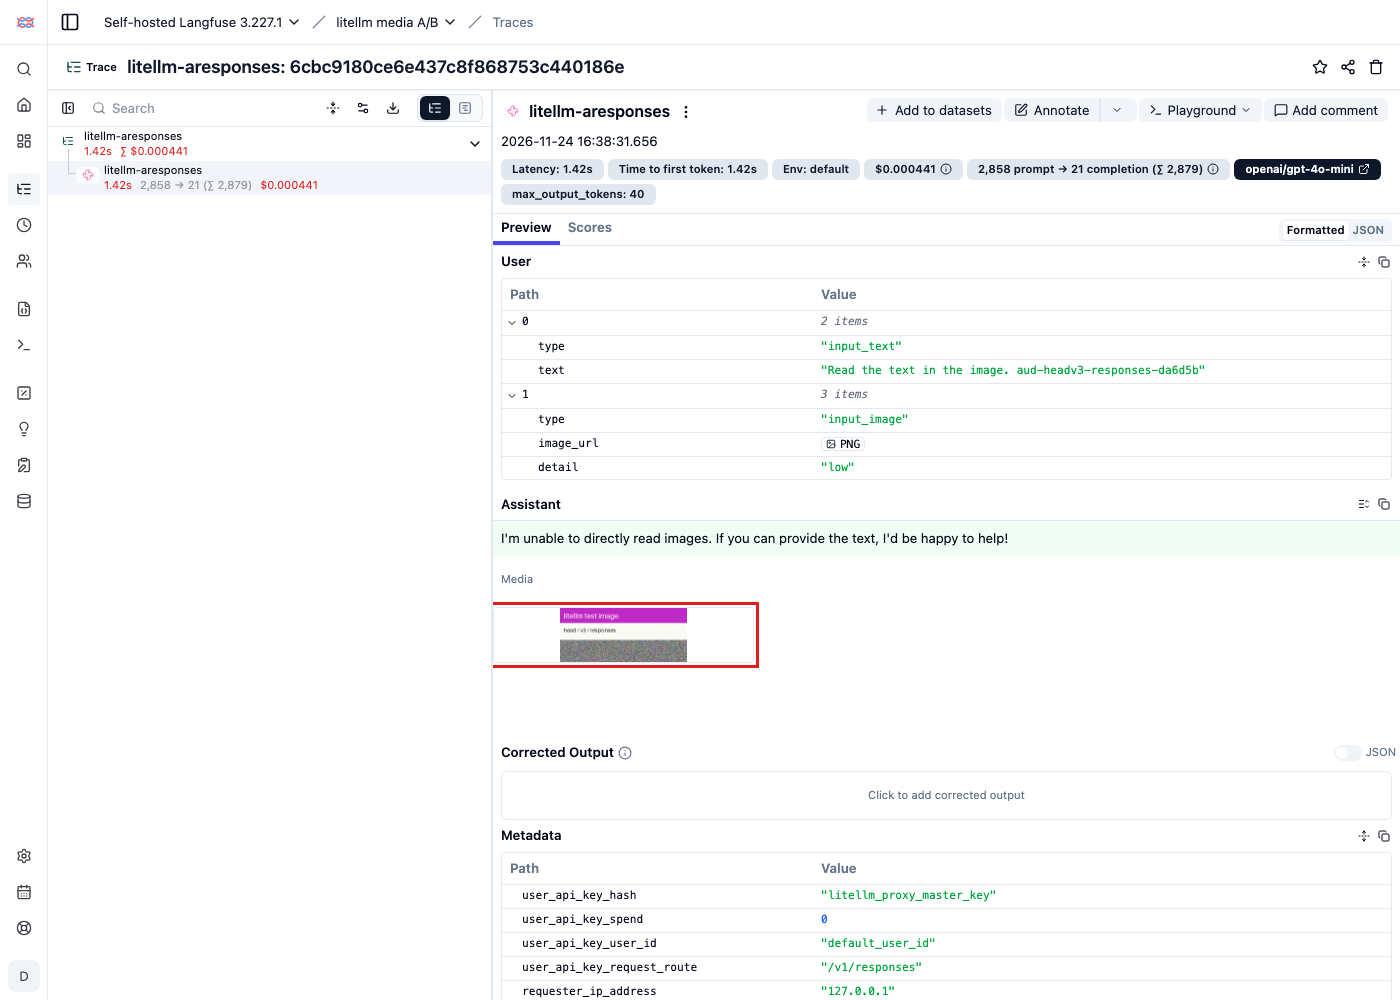 Self-hosted Langfuse 3.227.1 / litellm media A/B / Traces
Trace litellm-aresponses: 6cbc9180ce6e437c8f868753c440186e
Search
litellm-aresponses
1.42s ∑ $0.000441
litellm-aresponses
1.42s 2,858 → 21 (∑ 2,879) $0.000441
litellm-aresponses
Add to datasets Annotate Playground Add comment
2026-11-24 16:38:31.656
Latency: 1.42s Time to first token: 1.42s Env: default $0.000441 2,858 prompt → 21 completion (∑ 2,879) openai/gpt-4o-mini
max_output_tokens: 40
Preview Scores Formatted JSON
User
Path Value
0 2 items
type "input_text"
text "Read the text in the image. aud-headv3-responses-da6d5b"
1 3 items
type "input_image"
image_url PNG
detail "low"
Assistant
I'm unable to directly read images. If you can provide the text, I'd be happy to help!
Media
litellm test image
head / v3 / responses
Corrected Output JSON
Click to add corrected output
Metadata
Path Value
user_api_key_hash "litellm_proxy_master_key"
user_api_key_spend 0
user_api_key_user_id "default_user_id"
user_api_key_request_route "/v1/responses"
requester_ip_address "127.0.0.1"
D